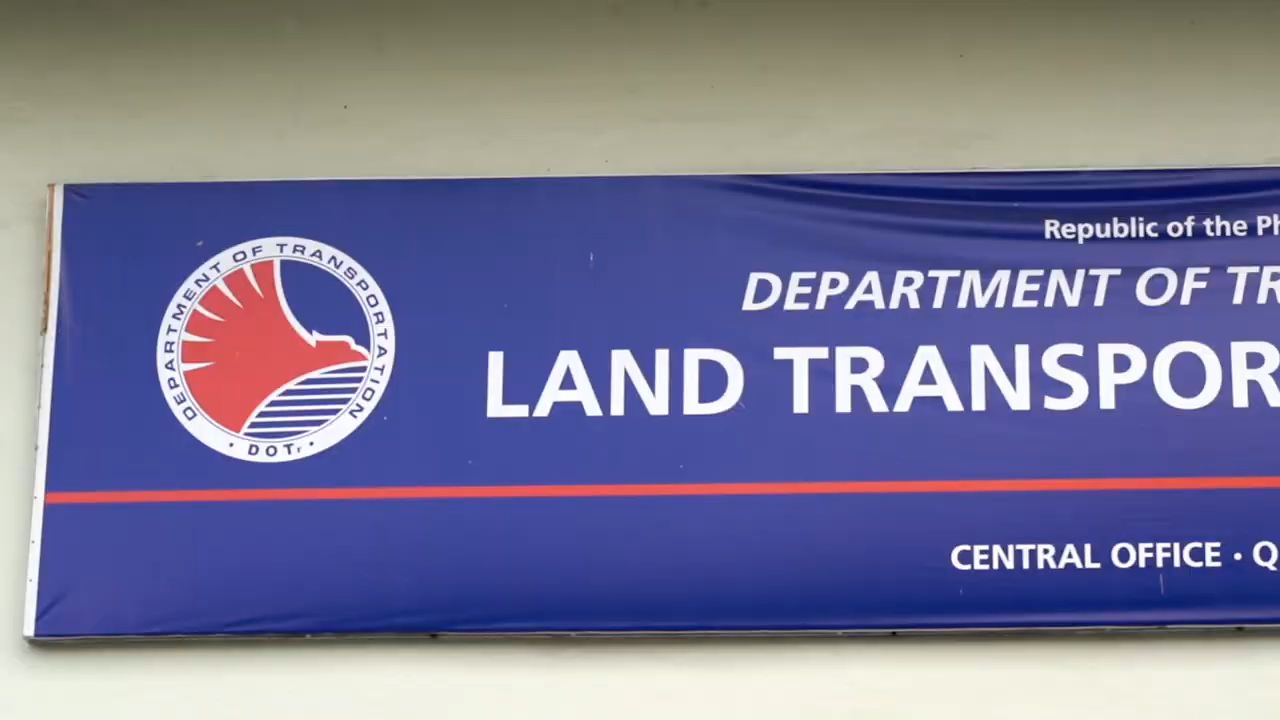 DEPARTMENT OF TRANSPORTATION
• DOTr •
Republic of the Ph
DEPARTMENT OF TR
LAND TRANSPOR
CENTRAL OFFICE • Q